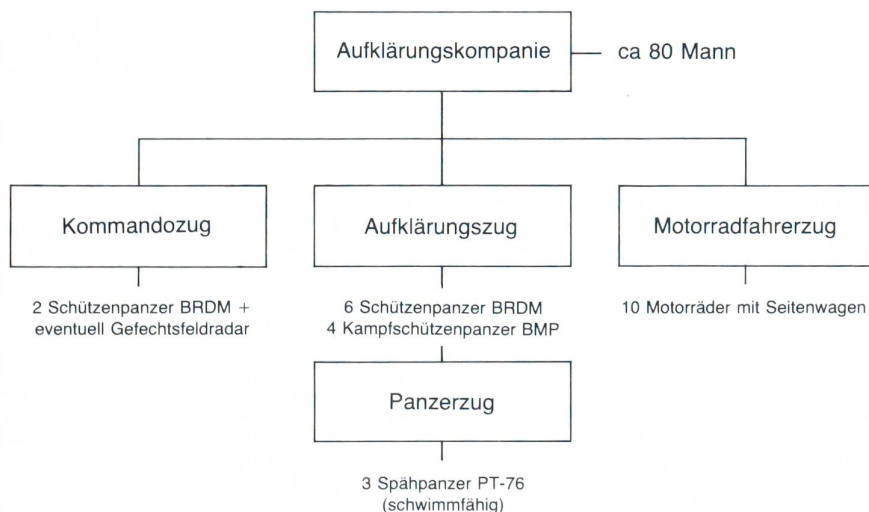 Aufklärungskompanie
ca 80 Mann
Kommandozug
Aufklärungszug
Motorradfahrerzug
2 Schützenpanzer BRDM +
eventuell Gefechtsfeldradar
6 Schützenpanzer BRDM
4 Kampfschützenpanzer BMP
10 Motorräder mit Seitenwagen
Panzerzug
3 Spähpanzer PT-76
(schwimmfähig)